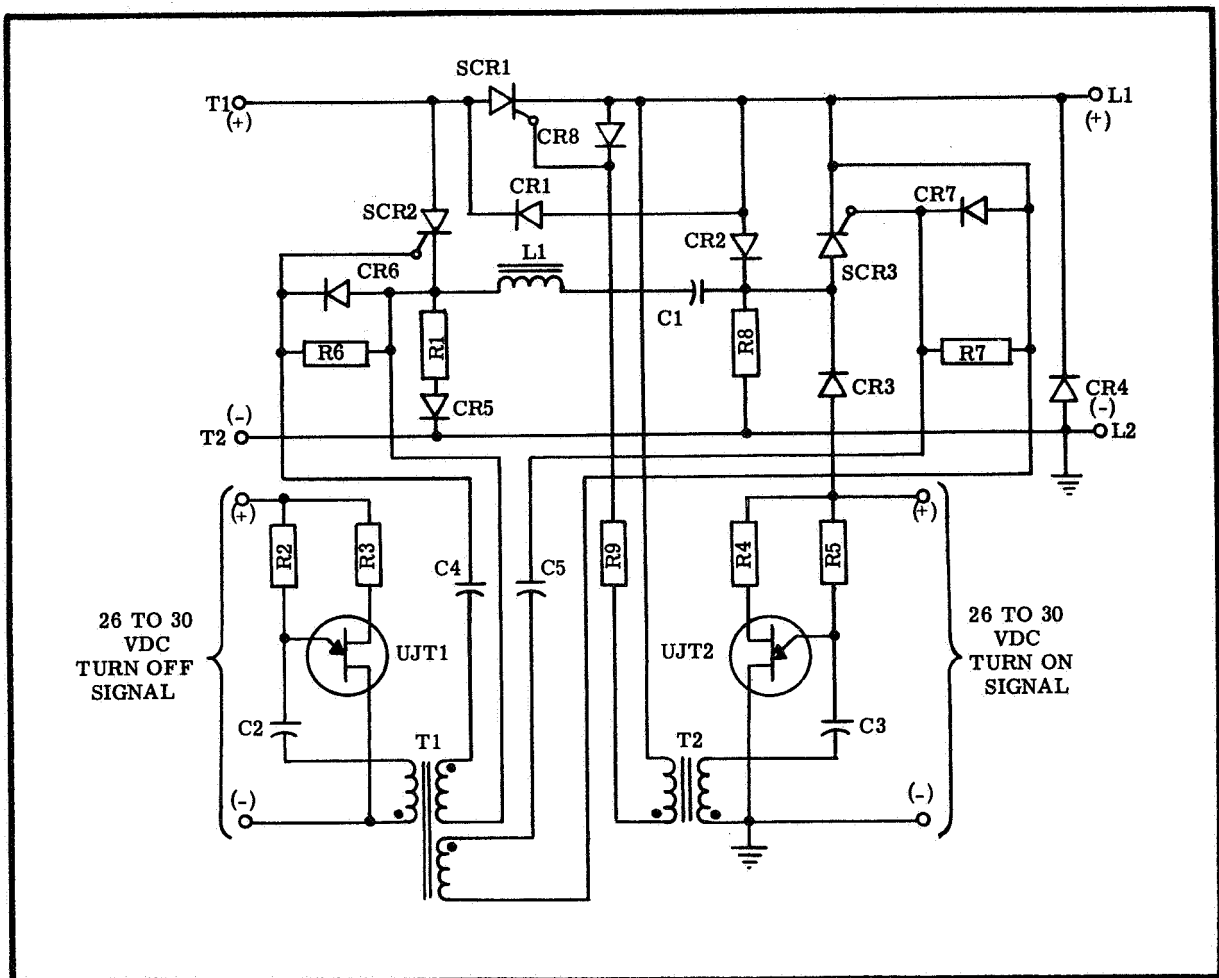 SCR1
T1
(+)
L1
(+)
CR8
CR1
CR7
SCR2
CR2
SCR3
L1
CR6
C1
R6
R1
R8
R7
CR3
CR4
CR5
(-)
T2
(-)
L2
(+)
(+)
R2
R3
C4
C5
R9
R4
R5
26 TO 30
VDC
TURN OFF
SIGNAL
UJT1
UJT2
26 TO 30
VDC
TURN ON
SIGNAL
C2
C3
T1
T2
(-)
(-)